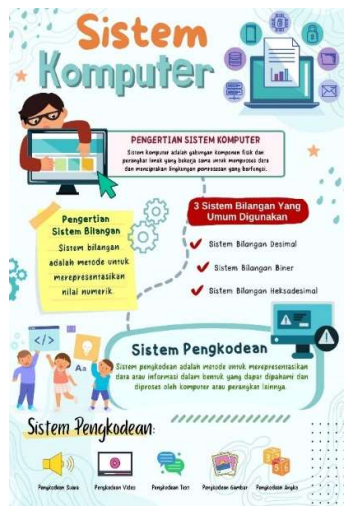 Sistem
Komputer
PENGERTIAN SISTEM KOMPUTER
Sistem komputer adalah gabungan komponen fisik dan
perangkat lunak yang bekerja sama untuk memproses data
dan menciptakan lingkungan pemrosesan yang berfungsi.
Pengertian
Sistem Bilangan
Sistem bilangan
adalah metode untuk
merepresentasikan
nilai numerik.
3 Sistem Bilangan Yang
Umum Digunakan
Sistem Bilangan Desimal
Sistem Bilangan Biner
Sistem Bilangan Heksadesimal
</>
Aa
Sistem Pengkodean
Sistem pengkodean adalah metode untuk merepresentasikan
data atau informasi dalam bentuk yang dapat dipahami dan
diproses oleh komputer atau perangkat lainnya.
Sistem Pengkodean:
Pengkodean Suara
Pengkodean Video
Pengkodean Text
Pengkodean Gambar
Pengkodean Angka